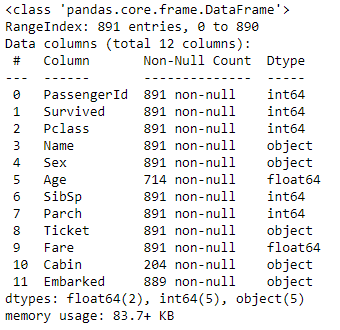 <class 'pandas.core.frame.DataFrame'>
RangeIndex: 891 entries, 0 to 890
Data columns (total 12 columns):
 #   Column       Non-Null Count  Dtype
---  ------       --------------  -----
 0   PassengerId  891 non-null    int64
 1   Survived     891 non-null    int64
 2   Pclass       891 non-null    int64
 3   Name         891 non-null    object
 4   Sex          891 non-null    object
 5   Age          714 non-null    float64
 6   SibSp        891 non-null    int64
 7   Parch        891 non-null    int64
 8   Ticket       891 non-null    object
 9   Fare         891 non-null    float64
 10  Cabin        204 non-null    object
 11  Embarked     889 non-null    object
dtypes: float64(2), int64(5), object(5)
memory usage: 83.7+ KB